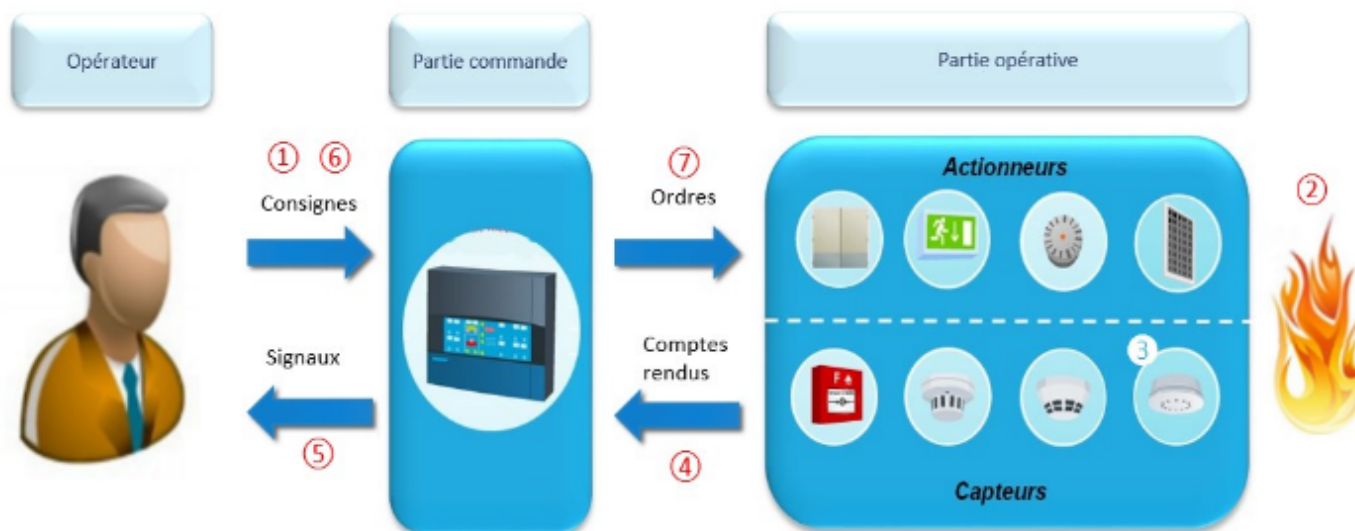 Opérateur
Partie commande
Partie opérative
① ⑥
Consignes
⑦
Ordres
Actionneurs
②
Signaux
⑤
Comptes
rendus
④
③
F
Capteurs